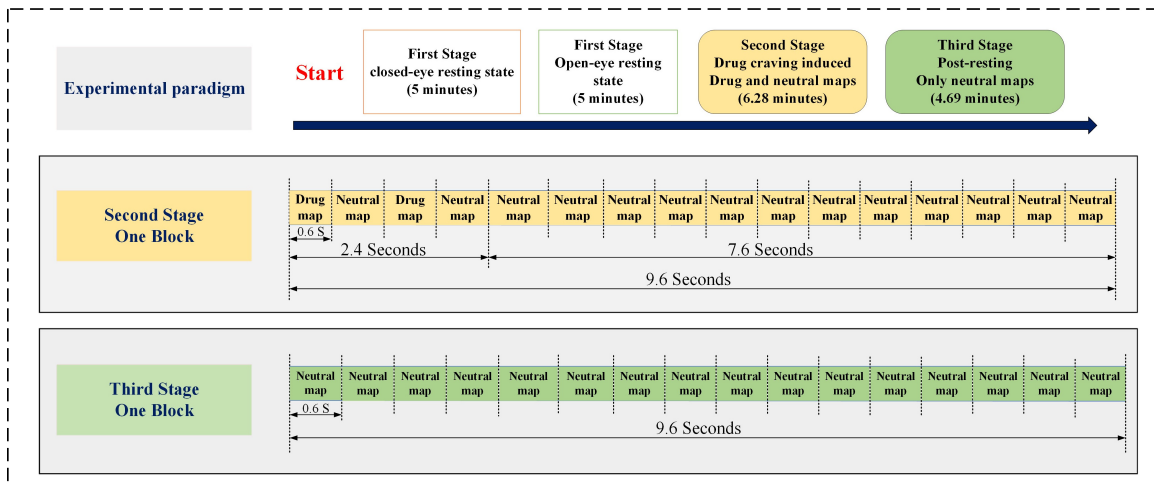 Experimental paradigm
Start
First Stage
closed-eye resting state
(5 minutes)
First Stage
Open-eye resting
state
(5 minutes)
Second Stage
Drug craving induced
Drug and neutral maps
(6.28 minutes)
Third Stage
Post-resting
Only neutral maps
(4.69 minutes)
Second Stage
One Block
Drug Neutral Drug Neutral Neutral Neutral Neutral Neutral Neutral Neutral Neutral Neutral Neutral Neutral Neutral Neutral
map map map map map map map map map map map map map map map map
0.6 S
2.4 Seconds
7.6 Seconds
9.6 Seconds
Third Stage
One Block
Neutral Neutral Neutral Neutral Neutral Neutral Neutral Neutral Neutral Neutral Neutral Neutral Neutral Neutral Neutral Neutral
map map map map map map map map map map map map map map map map
0.6 S
9.6 Seconds